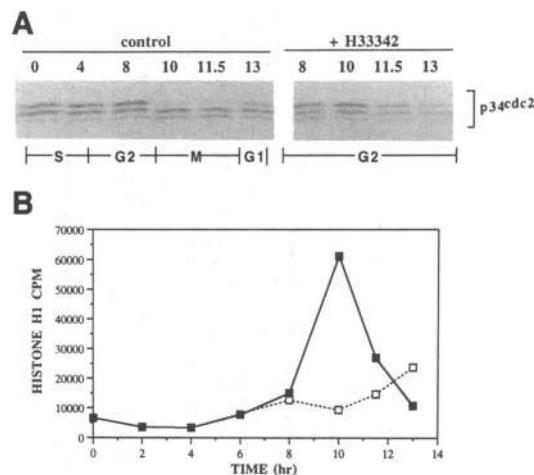 A
control
+ H33342
0 4 8 10 11.5 13
8 10 11.5 13
p34cdc2
S G2 M G1
G2
B
HISTONE H1 CPM
70000
60000
50000
40000
30000
20000
10000
0
0 2 4 6 8 10 12 14
TIME (hr)